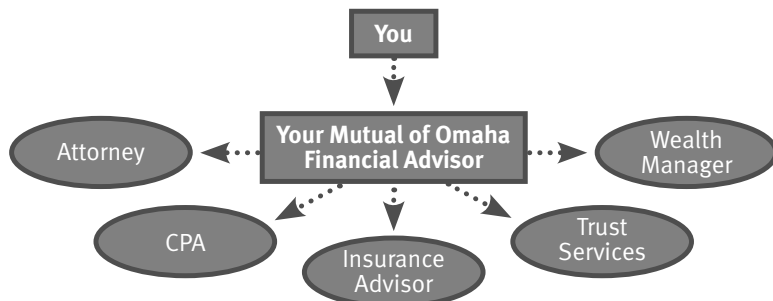 You
Your Mutual of Omaha
Financial Advisor
Attorney
Wealth
Manager
CPA
Trust
Services
Insurance
Advisor